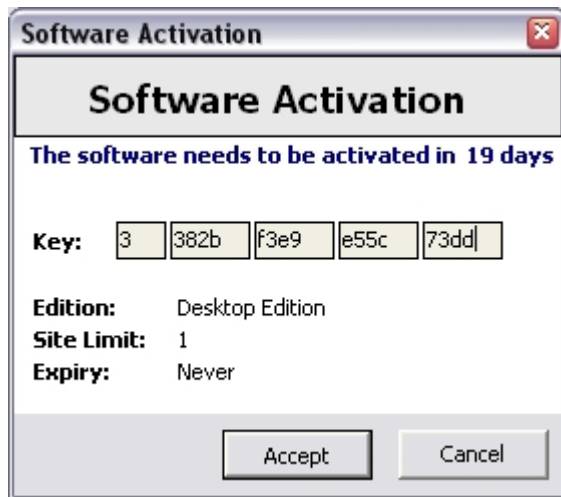 Software Activation
Software Activation
The software needs to be activated in 19 days
Key: 3 382b f3e9 e55c 73dd
Edition: Desktop Edition
Site Limit: 1
Expiry: Never
Accept Cancel